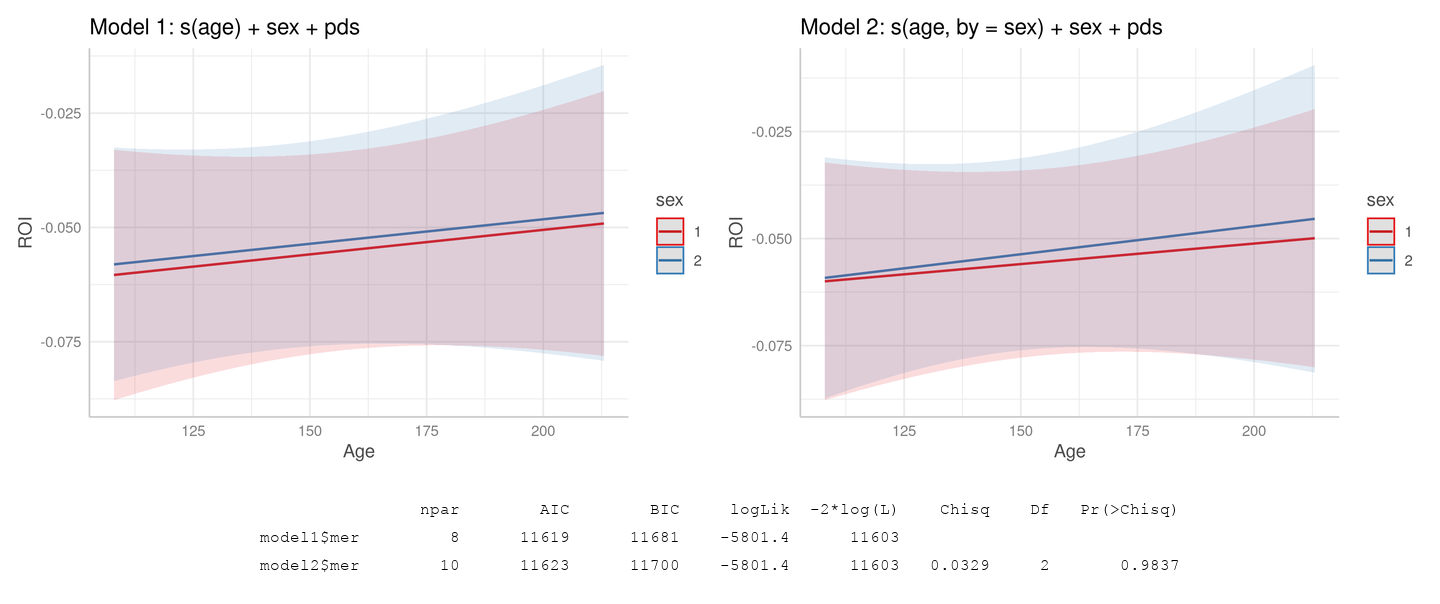 Model 1: s(age) + sex + pds
-0.025
-0.050
-0.075
ROI
125 150 175 200
Age
sex
1
2
Model 2: s(age, by = sex) + sex + pds
-0.025
-0.050
-0.075
ROI
125 150 175 200
Age
sex
1
2
npar AIC BIC logLik -2*log(L) Chisq Df Pr(>Chisq)
model1$mer 8 11619 11681 -5801.4 11603
model2$mer 10 11623 11700 -5801.4 11603 0.0329 2 0.9837